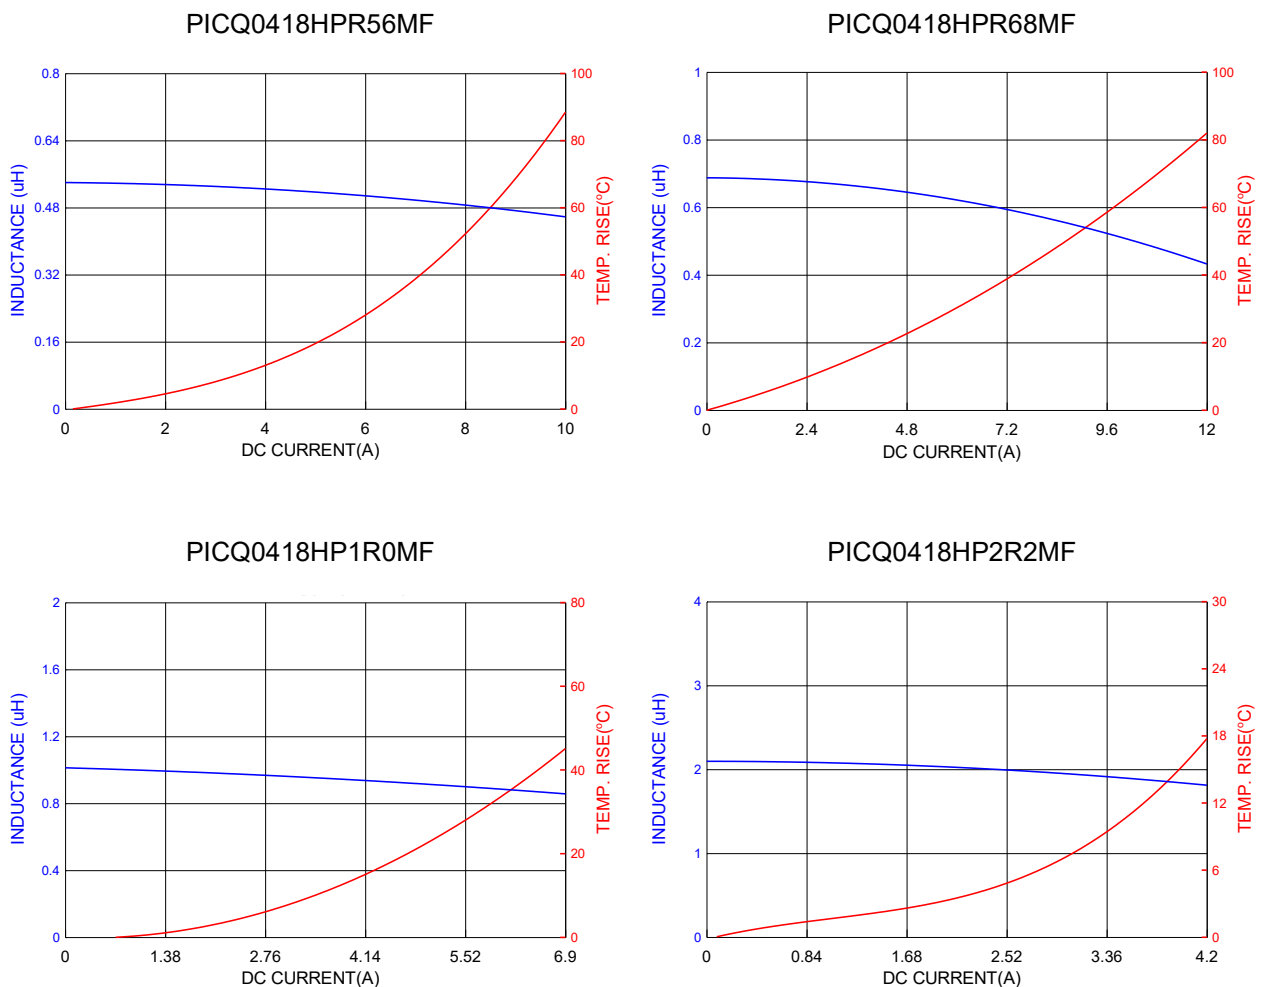 PICQ0418HPR56MF
PICQ0418HPR68MF
0.8
0.64
0.48
0.32
0.16
0
INDUCTANCE (uH)
100
80
60
40
20
0
TEMP. RISE(ºC)
0 2 4 6 8 10
DC CURRENT(A)
1
0.8
0.6
0.4
0.2
0
INDUCTANCE (uH)
100
80
60
40
20
0
TEMP. RISE(ºC)
0 2.4 4.8 7.2 9.6 12
DC CURRENT(A)
PICQ0418HP1R0MF
PICQ0418HP2R2MF
2
1.6
1.2
0.8
0.4
0
INDUCTANCE (uH)
80
60
40
20
0
TEMP. RISE(ºC)
0 1.38 2.76 4.14 5.52 6.9
DC CURRENT(A)
4
3
2
1
0
INDUCTANCE (uH)
30
24
18
12
6
0
TEMP. RISE(ºC)
0 0.84 1.68 2.52 3.36 4.2
DC CURRENT(A)